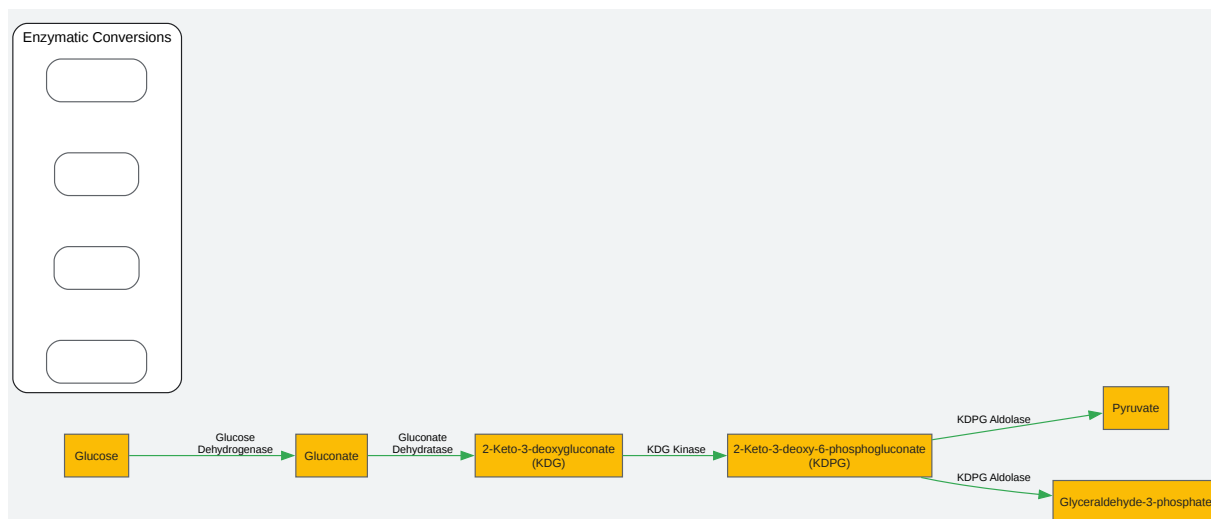 Enzymatic Conversions
Glucose
Glucose
Dehydrogenase
Gluconate
Gluconate
Dehydratase
2-Keto-3-deoxygluconate
(KDG)
KDG Kinase
2-Keto-3-deoxy-6-phosphogluconate
(KDPG)
KDPG Aldolase
Pyruvate
KDPG Aldolase
Glyceraldehyde-3-phosphate